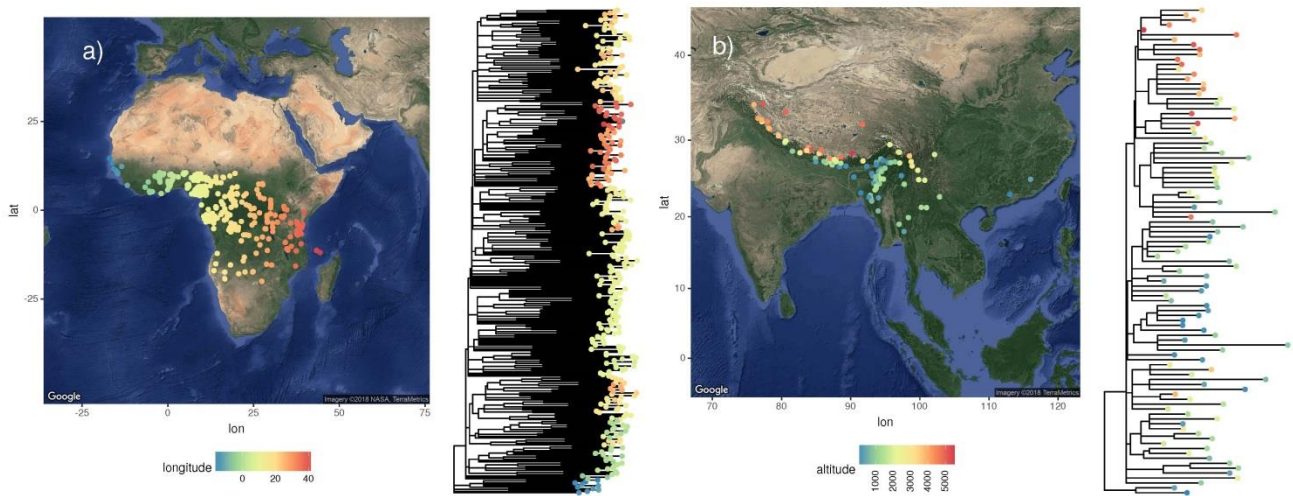 a)
lat
25
0
-25
Google
Imagery ©2018 NASA, TerraMetrics
-25 0 25 50 75
lon
longitude
0 20 40
b)
lat
40
30
20
10
0
Google
Imagery ©2018 TerraMetrics
70 80 90 100 110 120
lon
altitude
1000
2000
3000
4000
5000